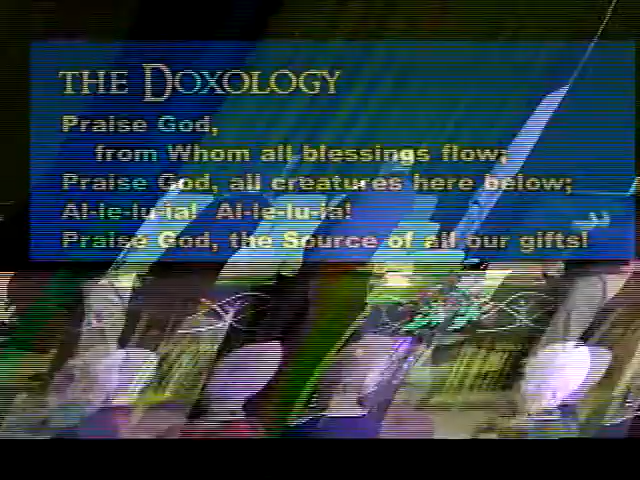 THE DOXOLOGY
Praise God,
from Whom all blessings flow;
Praise God, all creatures here below;
Al-le-lu-ia! Al-le-lu-ia!
Praise God, the Source of all our gifts!